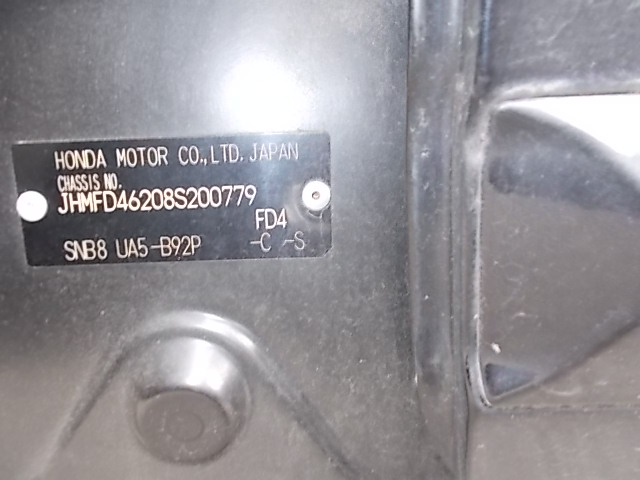 HONDA MOTOR CO.,LTD. JAPAN
CHASSIS NO.
JHMFD46208S200779
FD4
SNB8 UA5-B92P -C -S